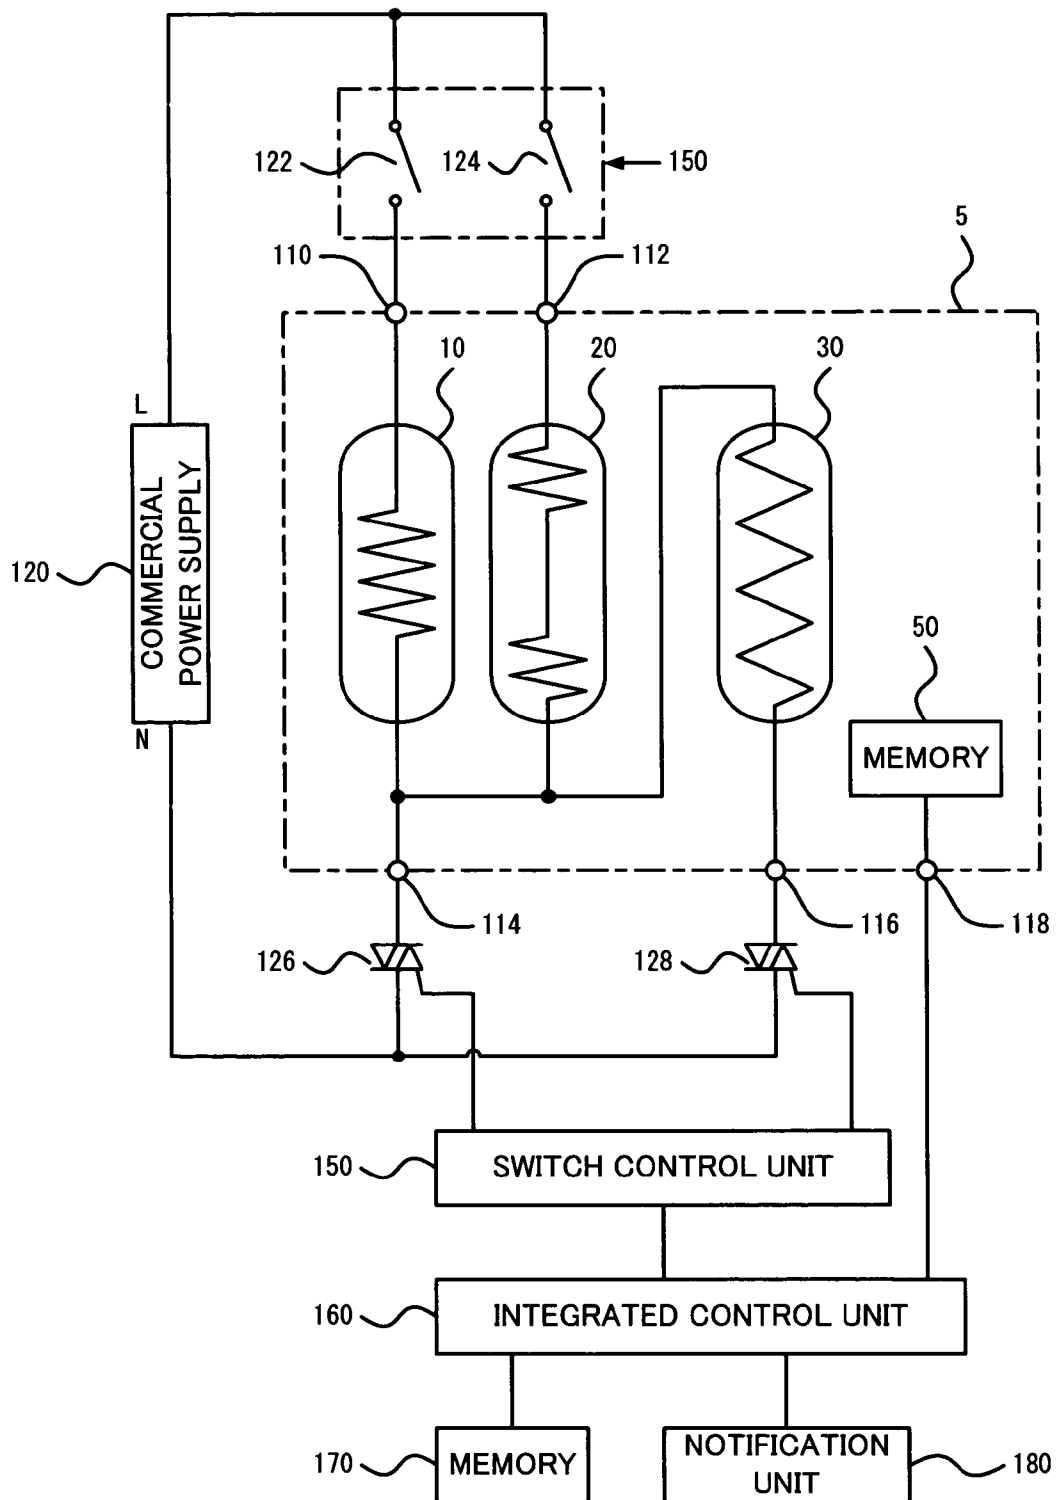 122
124
150
5
110
112
10
20
30
L
COMMERCIAL
POWER SUPPLY
120
50
N
MEMORY
114
116
118
126
128
150
SWITCH CONTROL UNIT
160
INTEGRATED CONTROL UNIT
170
MEMORY
NOTIFICATION
UNIT
180